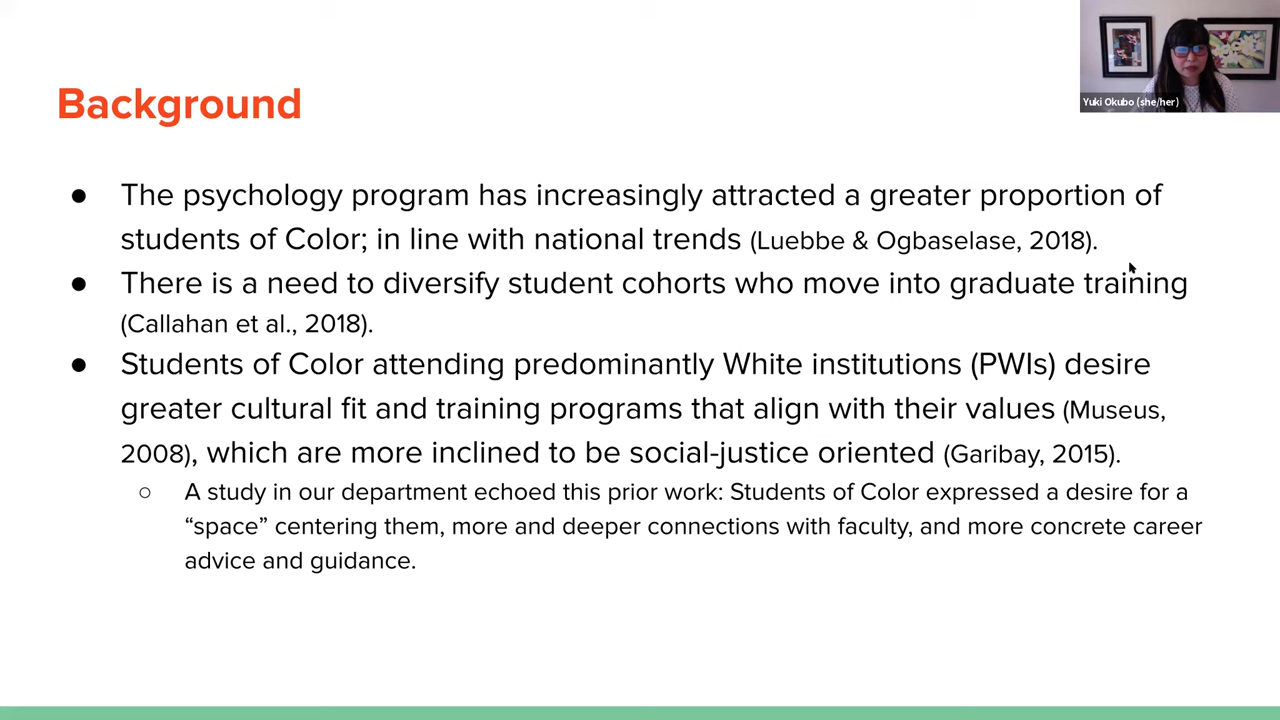 Background
Yuki Okubo (she/her)
● The psychology program has increasingly attracted a greater proportion of
students of Color; in line with national trends (Luebbe & Ogbaselase, 2018).
● There is a need to diversify student cohorts who move into graduate training
(Callahan et al., 2018).
● Students of Color attending predominantly White institutions (PWIs) desire
greater cultural fit and training programs that align with their values (Museus,
2008), which are more inclined to be social-justice oriented (Garibay, 2015).
○ A study in our department echoed this prior work: Students of Color expressed a desire for a
“space” centering them, more and deeper connections with faculty, and more concrete career
advice and guidance.